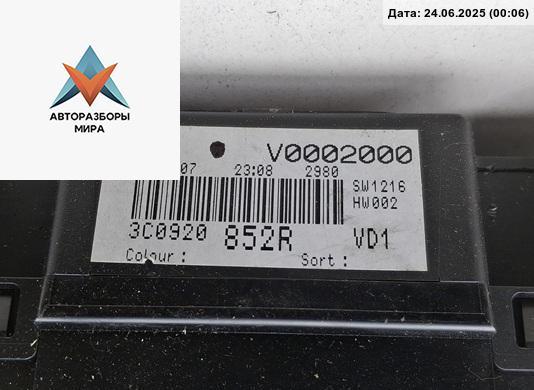 Дата: 24.06.2025 (00:06)
АВТОРАЗБОРЫ
МИРА
V0002000
07 23:08 2980
SW1216
HW002
3C0920 852R VD1
Colour : Sort :